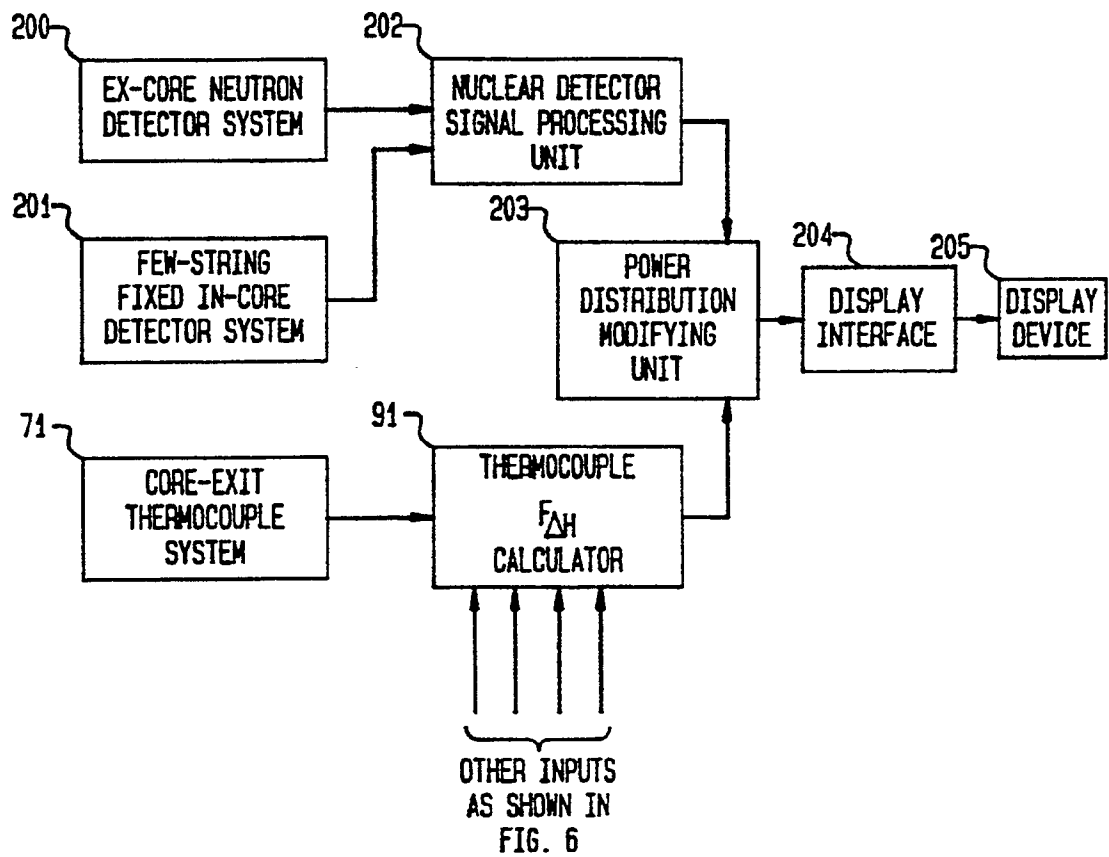 200
EX-CORE NEUTRON
DETECTOR SYSTEM
202
NUCLEAR DETECTOR
SIGNAL PROCESSING
UNIT
201
FEW-STRING
FIXED IN-CORE
DETECTOR SYSTEM
203
POWER
DISTRIBUTION
MODIFYING
UNIT
204
DISPLAY
INTERFACE
205
DISPLAY
DEVICE
71
CORE-EXIT
THERMOCOUPLE
SYSTEM
91
THERMOCOUPLE
FΔH
CALCULATOR
OTHER INPUTS
AS SHOWN IN
FIG. 6